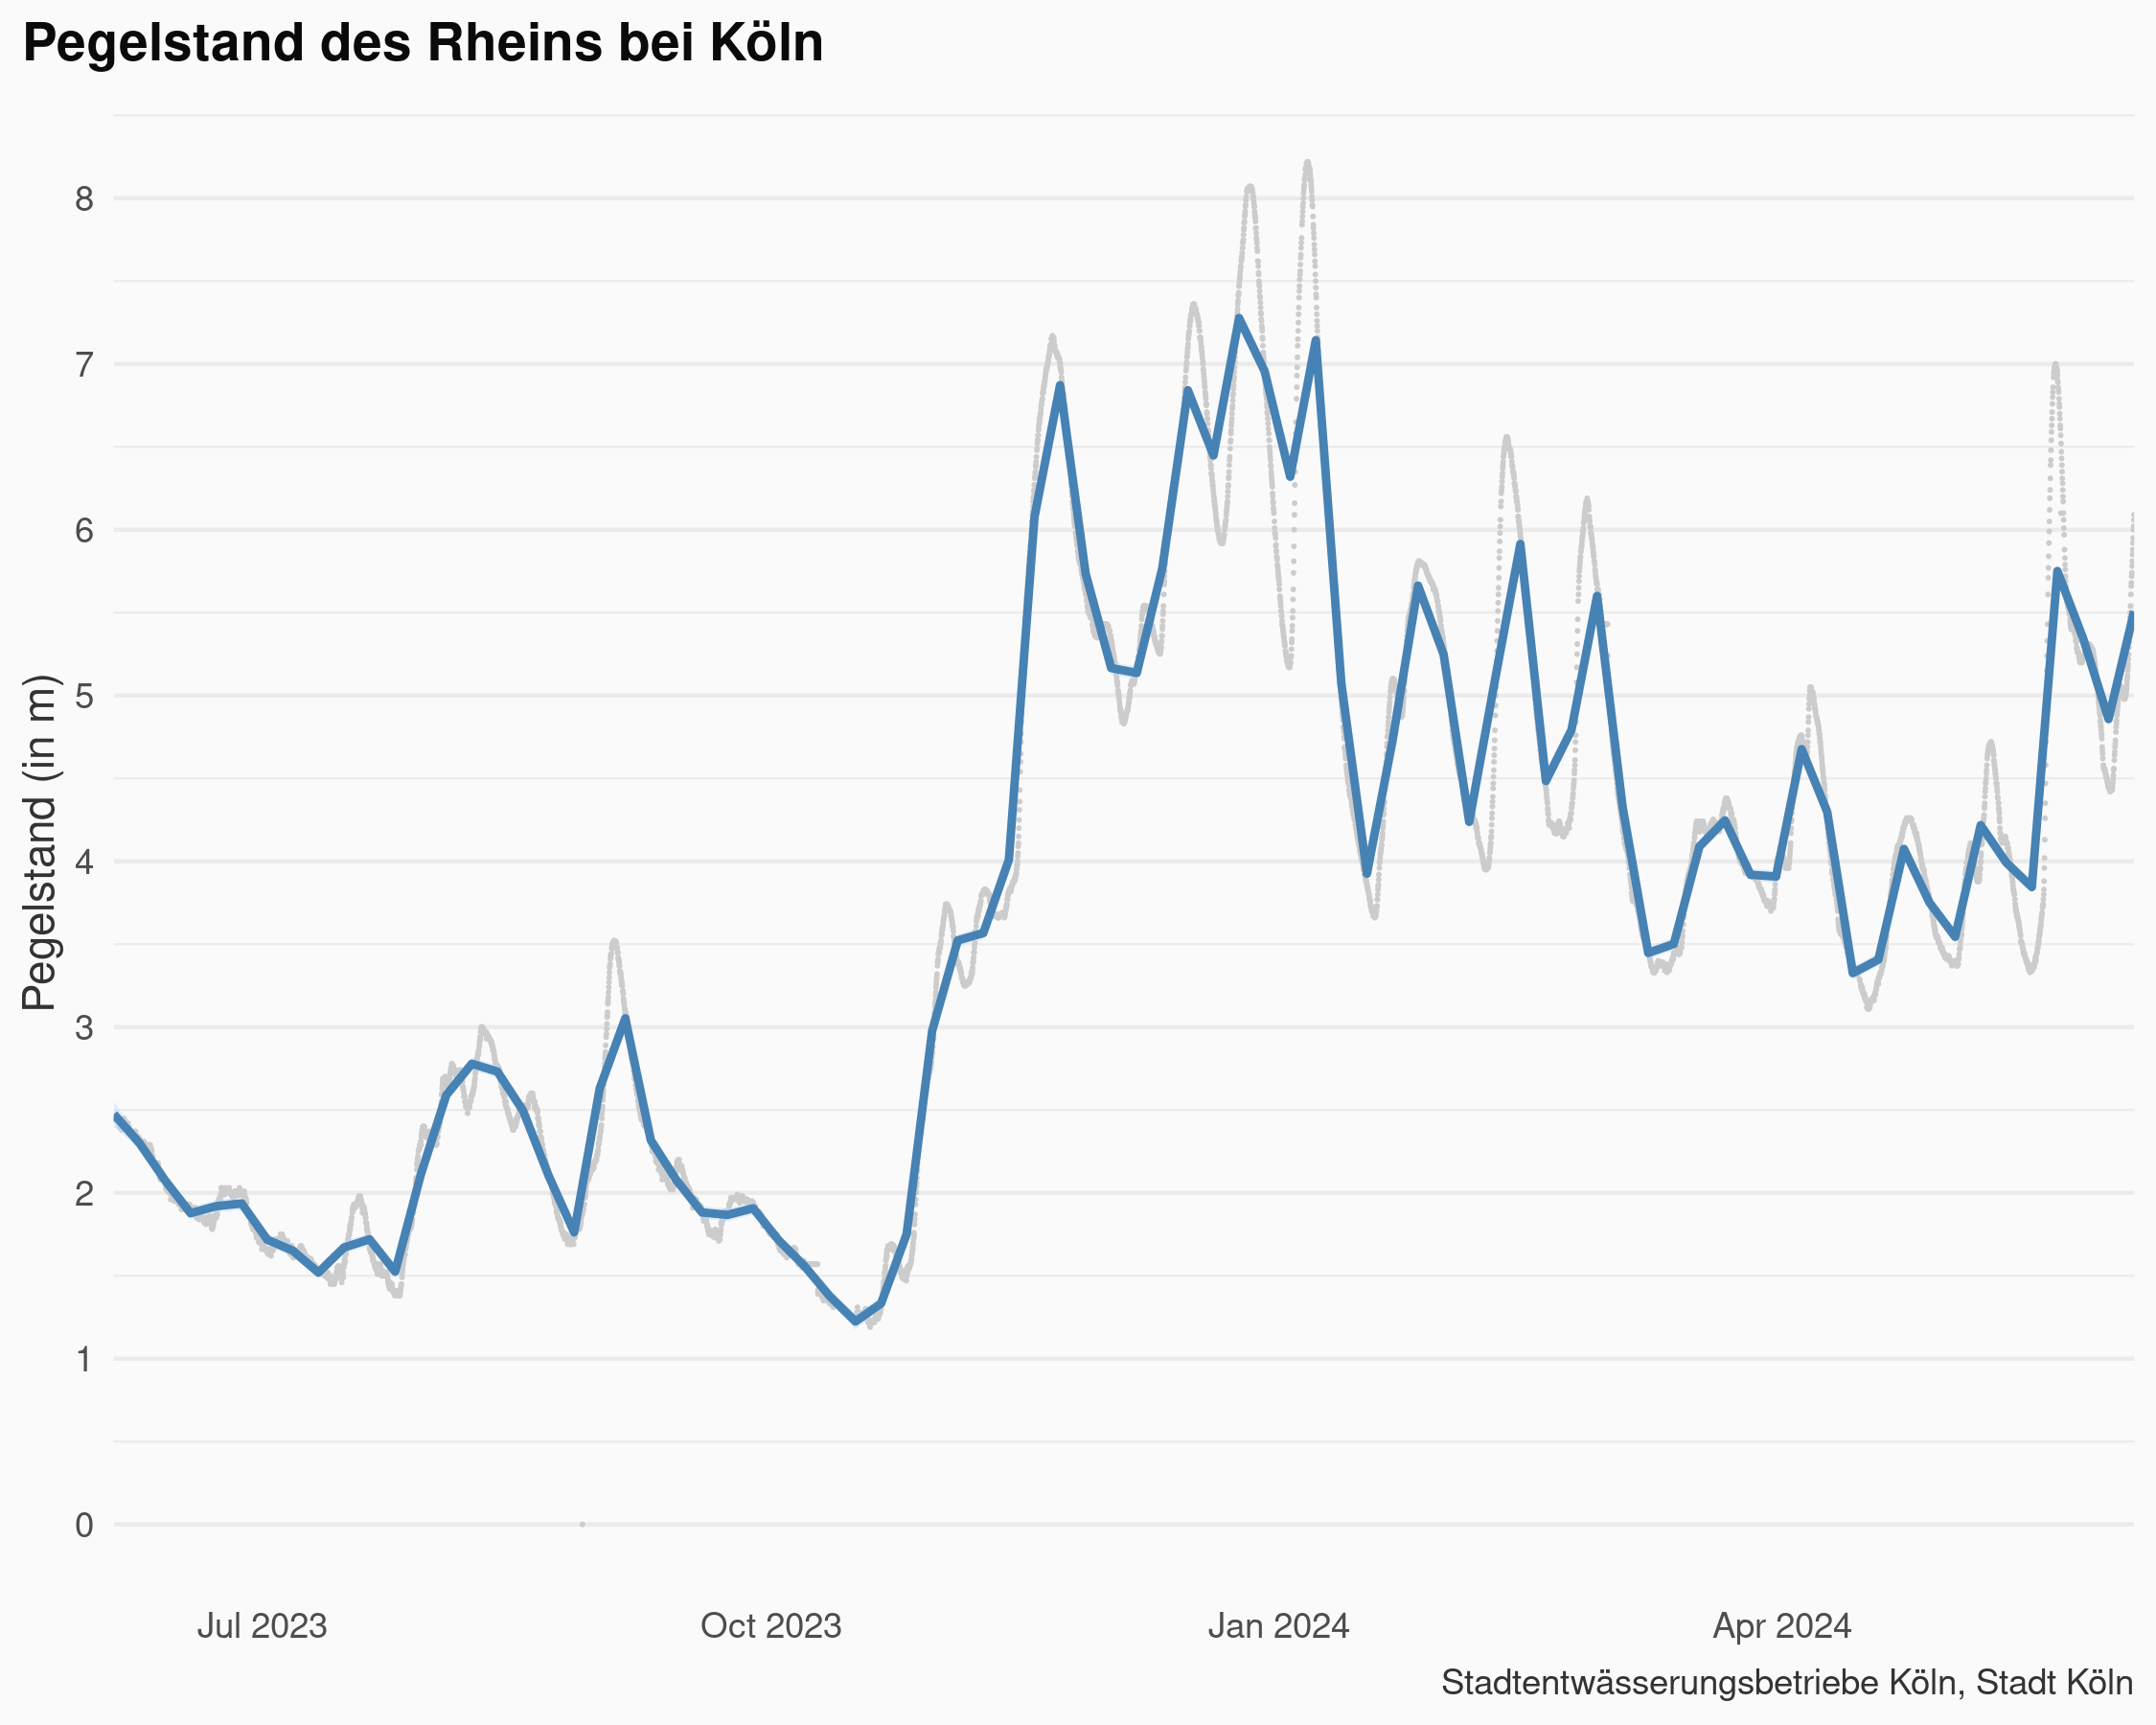 Pegelstand des Rheins bei Köln
Pegelstand (in m)
8
7
6
5
4
3
2
1
0
Jul 2023 Oct 2023 Jan 2024 Apr 2024
Stadtentwässerungsbetriebe Köln, Stadt Köln